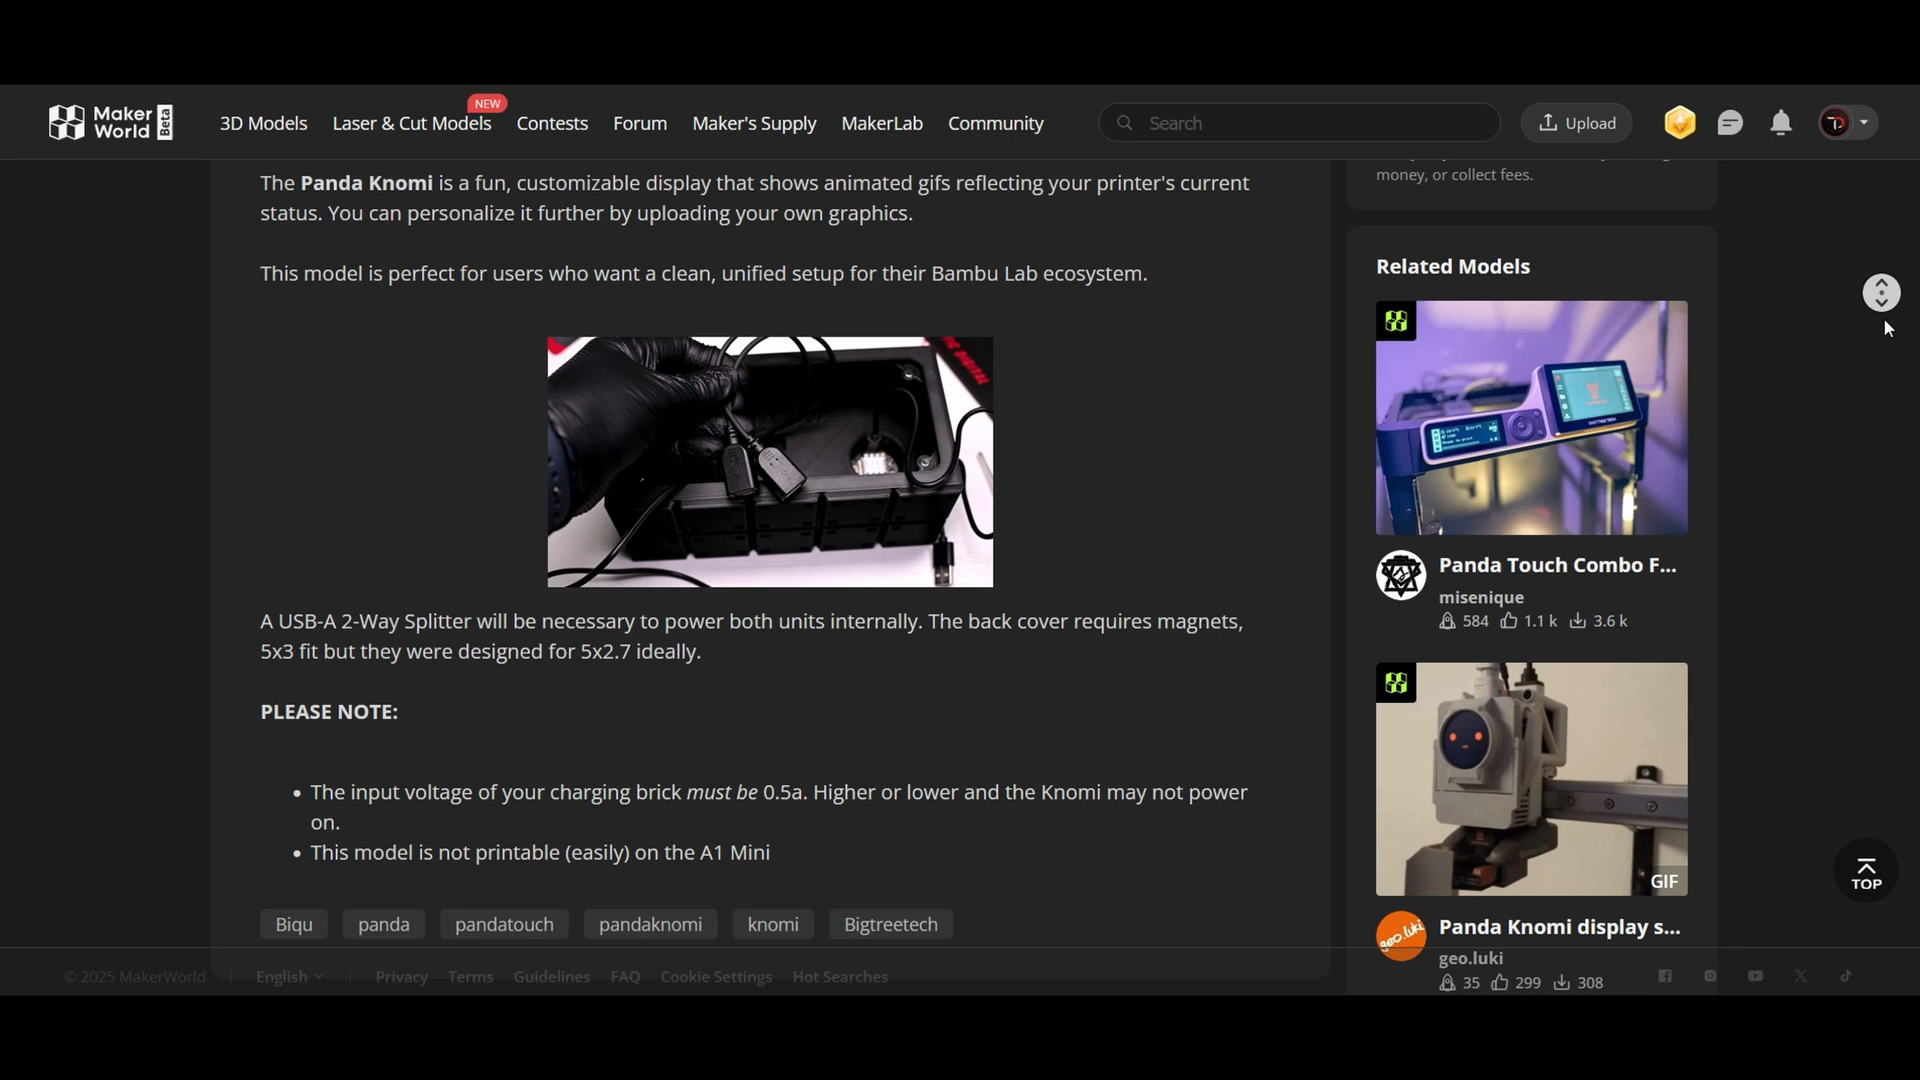 Maker World Beta
3D Models
Laser & Cut Models
NEW
Contests
Forum
Maker's Supply
MakerLab
Community
Search
Upload
The Panda Knomi is a fun, customizable display that shows animated gifs reflecting your printer's current
status. You can personalize it further by uploading your own graphics.
This model is perfect for users who want a clean, unified setup for their Bambu Lab ecosystem.
A USB-A 2-Way Splitter will be necessary to power both units internally. The back cover requires magnets,
5x3 fit but they were designed for 5x2.7 ideally.
PLEASE NOTE:
• The input voltage of your charging brick must be 0.5a. Higher or lower and the Knomi may not power
on.
• This model is not printable (easily) on the A1 Mini
Biqu
panda
pandatouch
pandaknomi
knomi
Bigtreetech
© 2025 MakerWorld
English
Privacy
Terms
Guidelines
FAQ
Cookie Settings
Hot Searches
money, or collect fees.
Related Models
Panda Touch Combo F...
misenique
584 1.1 k 3.6 k
GIF
geo.luki
Panda Knomi display s...
geo.luki
35 299 308
TOP